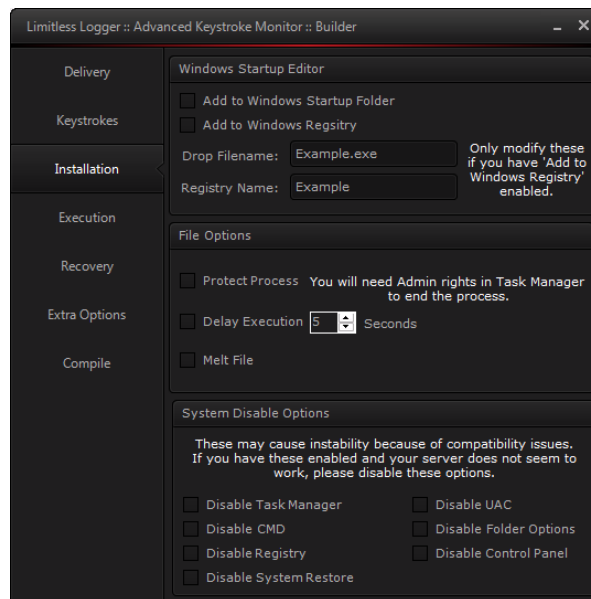 Limitless Logger :: Advanced Keystroke Monitor :: Builder
Delivery
Keystrokes
Installation
Execution
Recovery
Extra Options
Compile
Windows Startup Editor
Add to Windows Startup Folder
Add to Windows Regsitry
Drop Filename: Example.exe
Registry Name: Example
Only modify these
if you have 'Add to
Windows Registry'
enabled.
File Options
Protect Process You will need Admin rights in Task Manager
to end the process.
Delay Execution 5 Seconds
Melt File
System Disable Options
These may cause instability because of compatibility issues.
If you have these enabled and your server does not seem to
work, please disable these options.
Disable Task Manager
Disable UAC
Disable CMD
Disable Folder Options
Disable Registry
Disable Control Panel
Disable System Restore